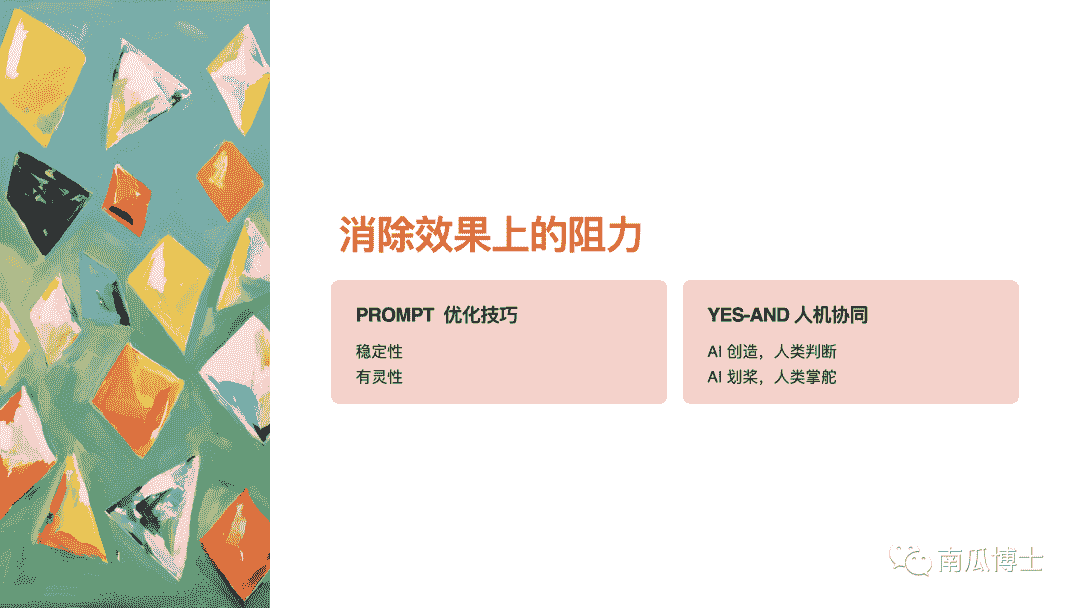 消除效果上的阻力
PROMPT 优化技巧
稳定性
有灵性
YES-AND 人机协同
AI 创造，人类判断
AI 划桨，人类掌舵
南瓜博士